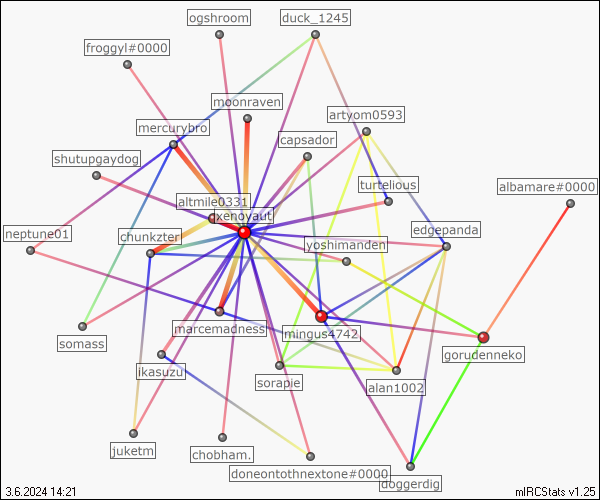 ogshroom
duck_1245
froggyl#0000
moonraven
artyom0593
mercurybro
capsador
shutupgaydog
turtelious
albamare#0000
altmile0331
xenoyaut
neptune01
chunkzter
edgepanda
yoshimanden
marcemadness
mingus4742
somass
gorudenneko
ikasuzu
sorapie
alan1002
juketm
chobham.
doneontothnextone#0000
doggerdig
3.6.2024 14:21
mIRCStats v1.25